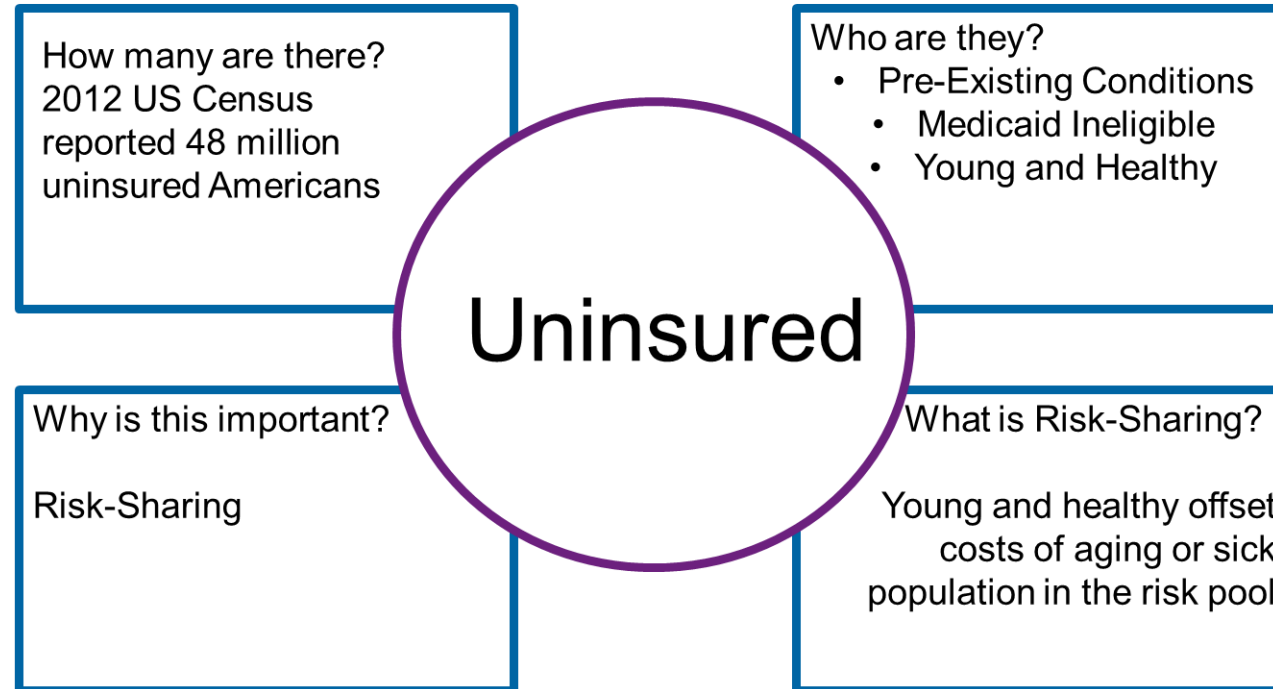 How many are there?
2012 US Census
reported 48 million
uninsured Americans
Who are they?
• Pre-Existing Conditions
• Medicaid Ineligible
• Young and Healthy
Uninsured
Why is this important?
Risk-Sharing
What is Risk-Sharing?
Young and healthy offset
costs of aging or sick
population in the risk pool